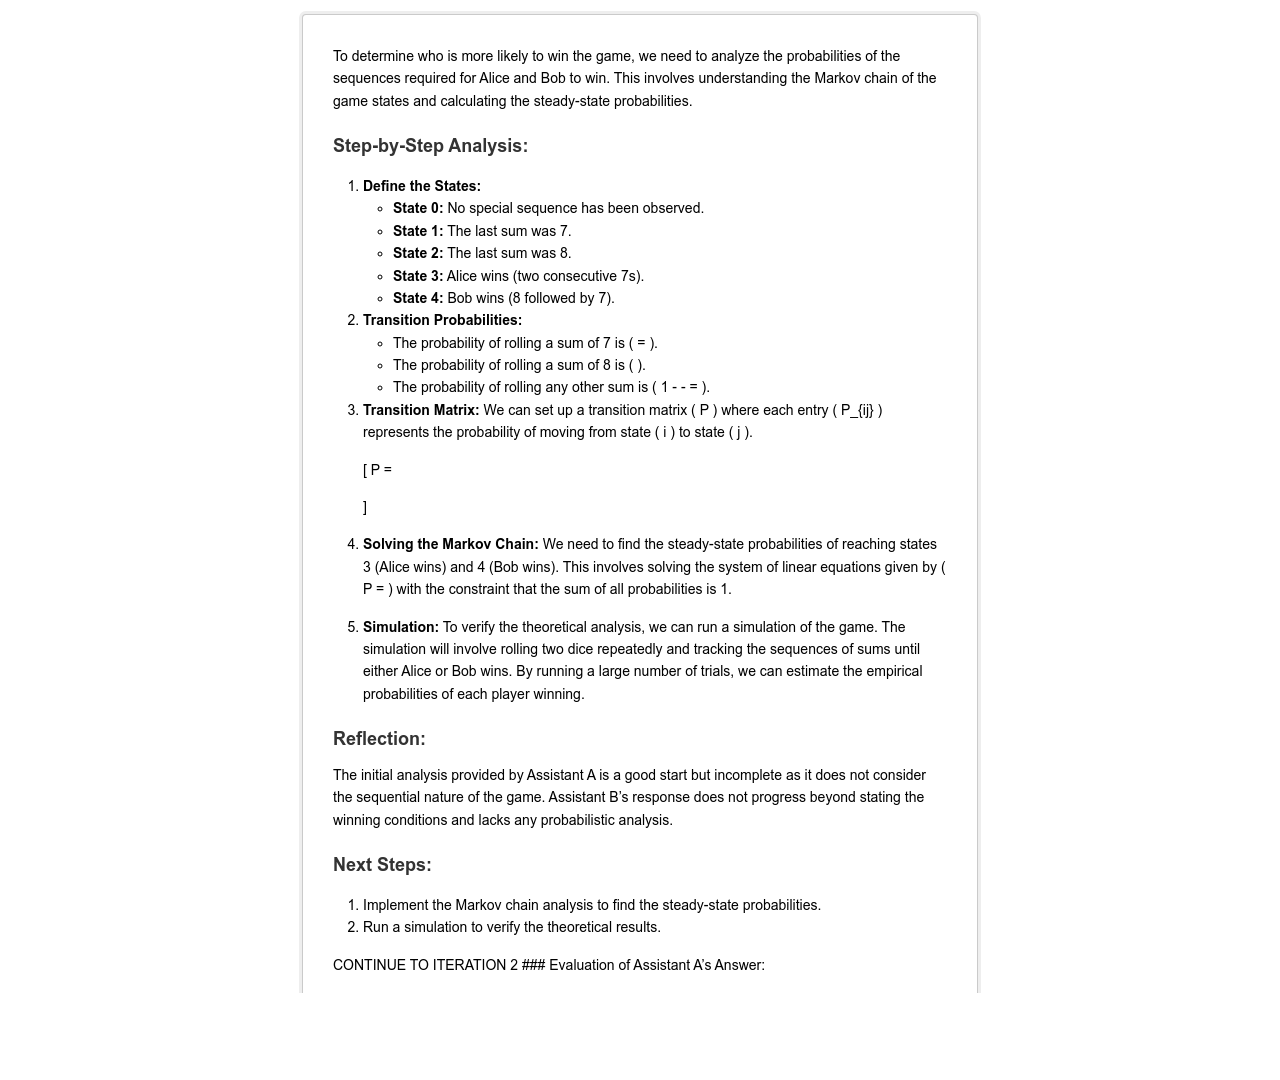 To determine who is more likely to win the game, we need to analyze the probabilities of the
sequences required for Alice and Bob to win. This involves understanding the Markov chain of the
game states and calculating the steady-state probabilities.
Step-by-Step Analysis:
1. Define the States:
◦ State 0: No special sequence has been observed.
◦ State 1: The last sum was 7.
◦ State 2: The last sum was 8.
◦ State 3: Alice wins (two consecutive 7s).
◦ State 4: Bob wins (8 followed by 7).
2. Transition Probabilities:
◦ The probability of rolling a sum of 7 is ( = ).
◦ The probability of rolling a sum of 8 is ( ).
◦ The probability of rolling any other sum is ( 1 - - = ).
3. Transition Matrix: We can set up a transition matrix ( P ) where each entry ( P_{ij} )
represents the probability of moving from state ( i ) to state ( j ).
[ P =
]
4. Solving the Markov Chain: We need to find the steady-state probabilities of reaching states
3 (Alice wins) and 4 (Bob wins). This involves solving the system of linear equations given by (
P = ) with the constraint that the sum of all probabilities is 1.
5. Simulation: To verify the theoretical analysis, we can run a simulation of the game. The
simulation will involve rolling two dice repeatedly and tracking the sequences of sums until
either Alice or Bob wins. By running a large number of trials, we can estimate the empirical
probabilities of each player winning.
Reflection:
The initial analysis provided by Assistant A is a good start but incomplete as it does not consider
the sequential nature of the game. Assistant B’s response does not progress beyond stating the
winning conditions and lacks any probabilistic analysis.
Next Steps:
1. Implement the Markov chain analysis to find the steady-state probabilities.
2. Run a simulation to verify the theoretical results.
CONTINUE TO ITERATION 2 ### Evaluation of Assistant A’s Answer: